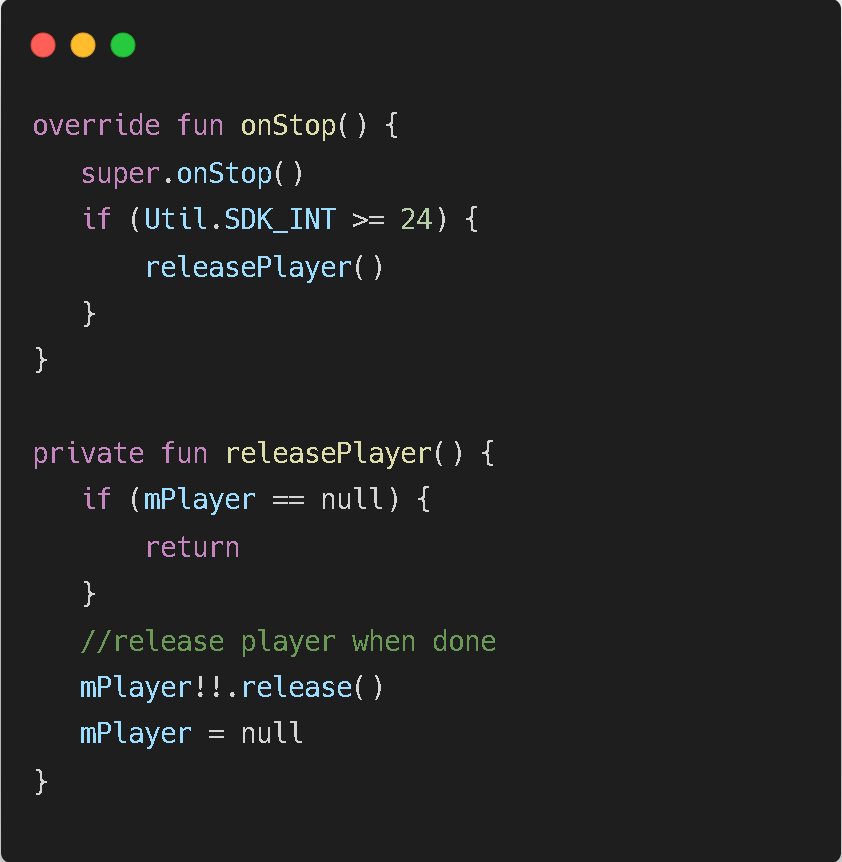 override fun onStop() {
   super.onStop()
   if (Util.SDK_INT >= 24) {
       releasePlayer()
   }
}

private fun releasePlayer() {
   if (mPlayer == null) {
       return
   }
   //release player when done
   mPlayer!!.release()
   mPlayer = null
}